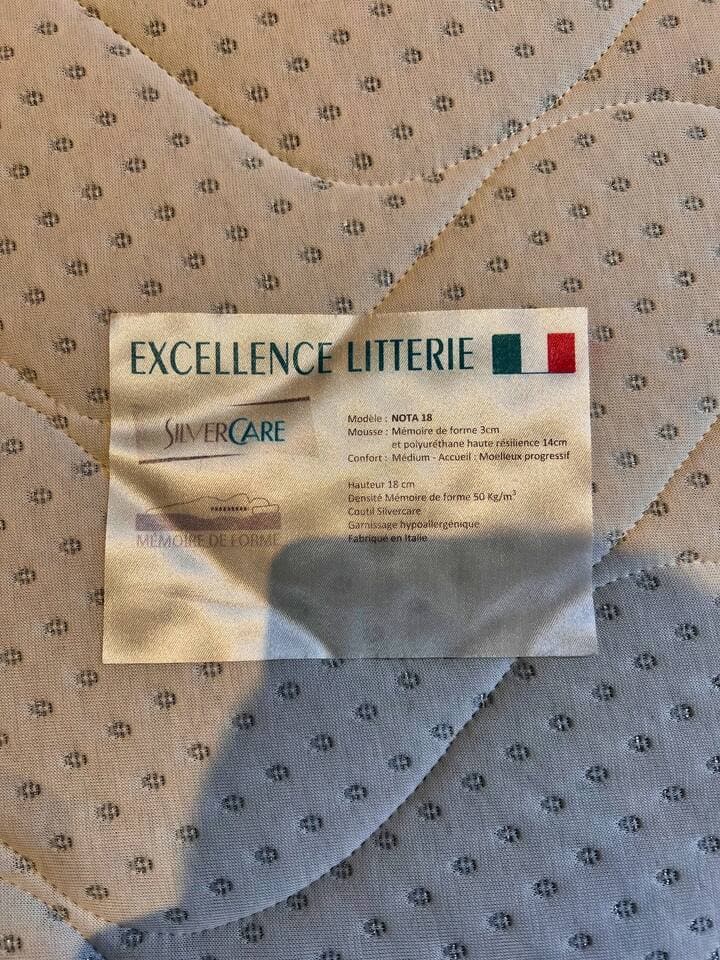 EXCELLENCE LITTERIE
SILVERCARE
Modèle : NOTA 18
Mousse : Mémoire de forme 3cm
et polyuréthane haute résilience 14cm
Confort : Médium - Accueil : Moelleux progressif
Hauteur 18 cm
Densité Mémoire de forme 50 Kg/m³
Coutil Silvercare
Garnissage hypoallergénique
Fabriqué en Italie
MÉMOIRE DE FORME